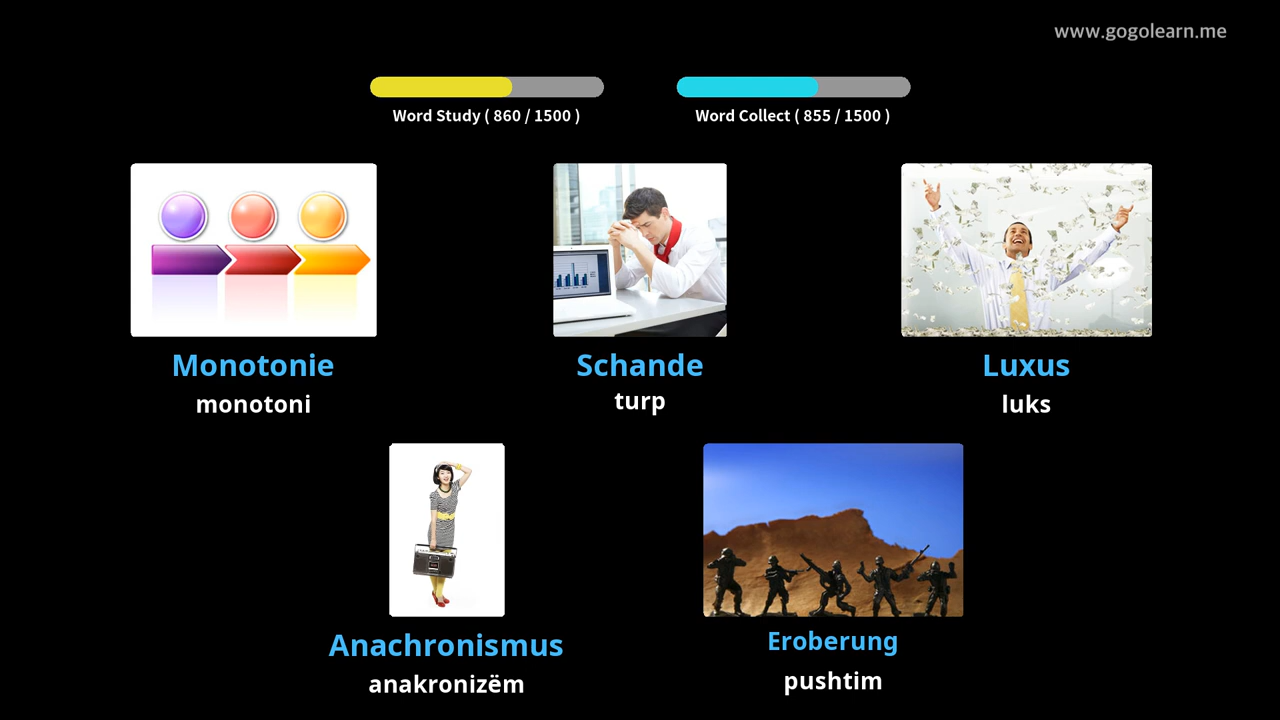 www.gogolearn.me
Word Study ( 860 / 1500 )
Word Collect ( 855 / 1500 )
Monotonie
monotoni
Schande
turp
Luxus
luks
Anachronismus
anakronizëm
Eroberung
pushtim